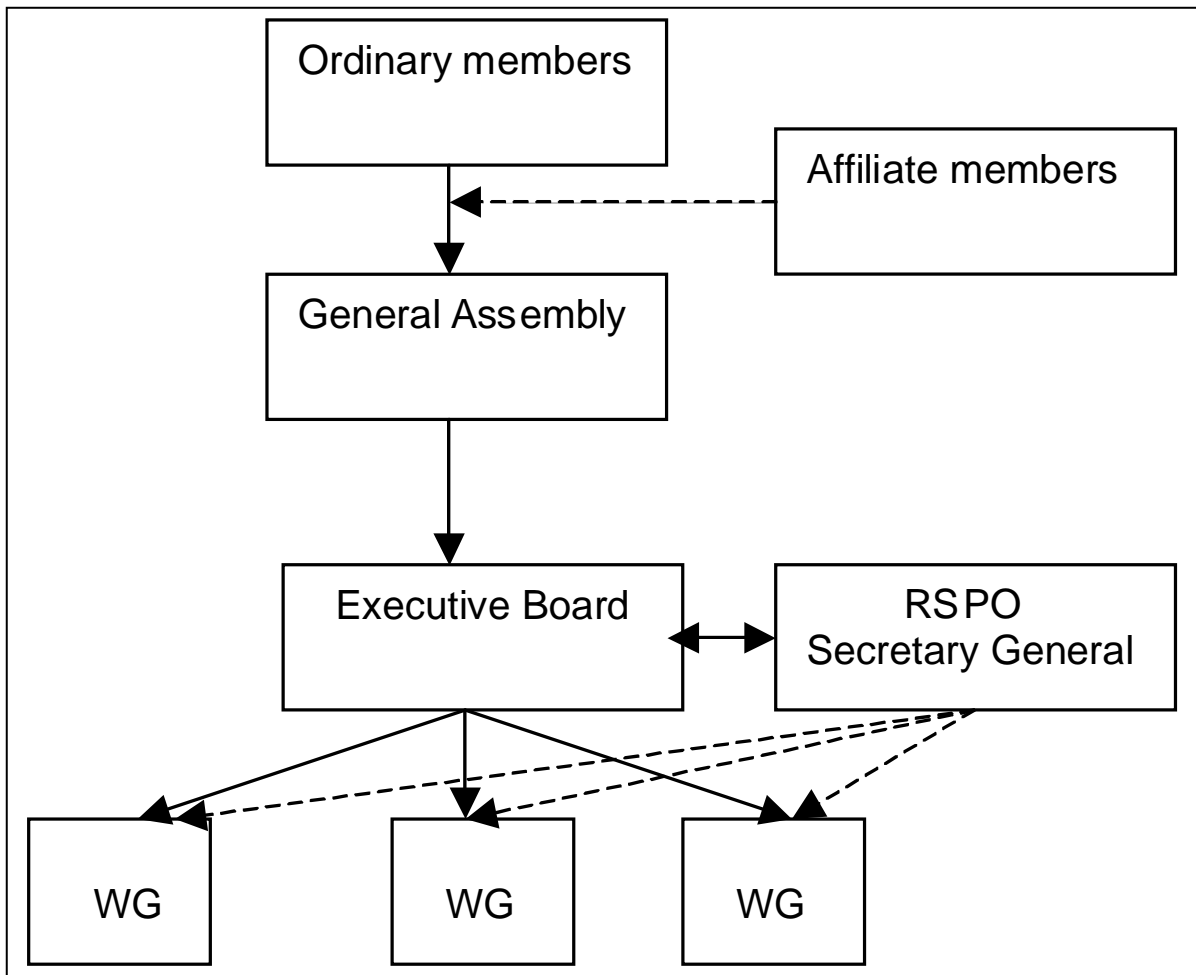 Ordinary members
Affiliate members
General Assembly
Executive Board
RSPO
Secretary General
WG
WG
WG